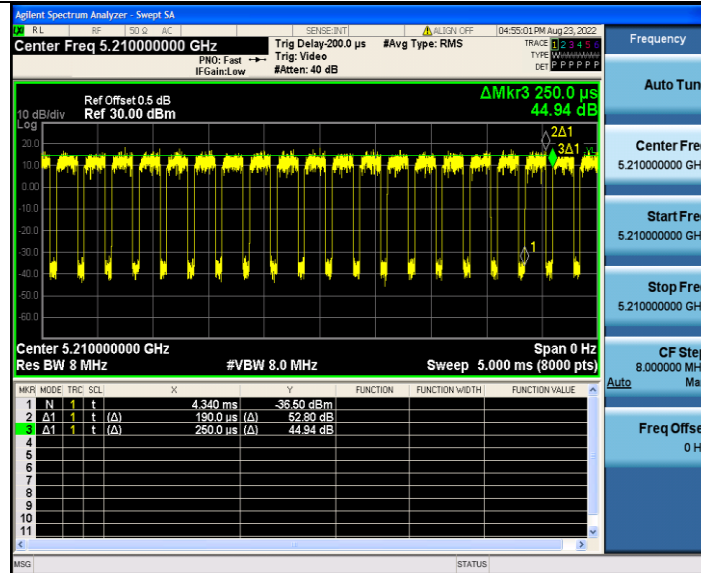 Agilent Spectrum Analyzer - Swept SA
RL RF 50 Ω AC SENSE:INT ALIGN OFF 04:55:01 PM Aug 23, 2022
Center Freq 5.210000000 GHz
PNO: Fast
IFGain:Low
Trig Delay-200.0 µs
Trig: Video
#Atten: 40 dB
#Avg Type: RMS
TRACE 1 2 3 4 5 6
TYPE
DET P P P P P P
ΔMkr3 250.0 µs
44.94 dB
Ref Offset 0.5 dB
10 dB/div Ref 30.00 dBm
Log
20.0
10.0
0.00
-10.0
-20.0
-30.0
-40.0
-50.0
-60.0
2Δ1
3Δ1
1
Center 5.210000000 GHz Span 0 Hz
Res BW 8 MHz #VBW 8.0 MHz Sweep 5.000 ms (8000 pts)
MKR MODE TRC SCL X Y FUNCTION FUNCTION WIDTH FUNCTION VALUE
1 N 1 t 4.340 ms -36.50 dBm
2 Δ1 1 t (Δ) 190.0 µs (Δ) 52.80 dB
3 Δ1 1 t (Δ) 250.0 µs (Δ) 44.94 dB
4
5
6
7
8
9
10
11
MSG STATUS
Frequency
Auto Tun
Center Fre
5.210000000 GH
Start Fre
5.210000000 GH
Stop Fre
5.210000000 GH
CF Step
8.000000 MH
Auto Ma
Freq Offse
0 H